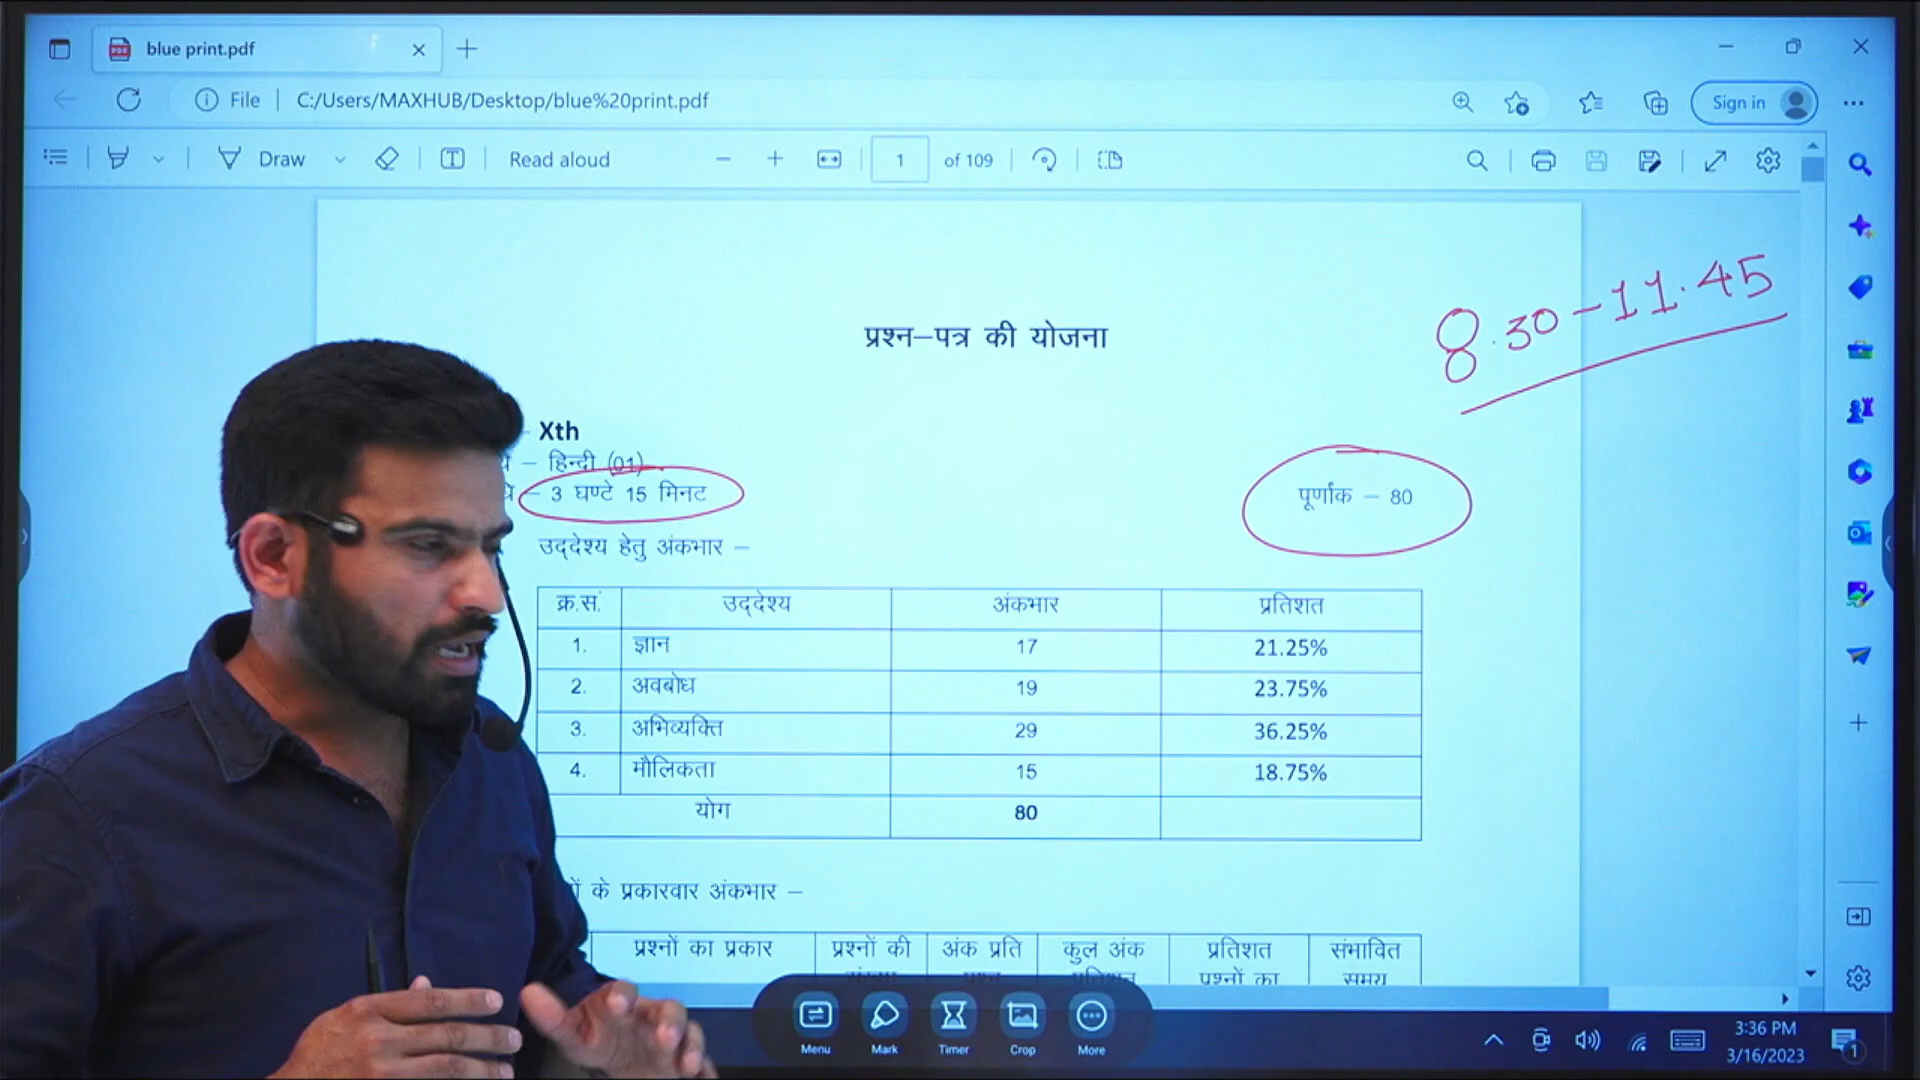 blue print.pdf
File
C:/Users/MAXHUB/Desktop/blue%20print.pdf
Sign in
Draw
Read aloud
1
of 109
8.30-11.45
प्रश्न–पत्र की योजना
Xth
– हिन्दी (01)
– 3 घण्टे 15 मिनट
पूर्णांक – 80
उद्देश्य हेतु अंकभार –
क्र.सं. उद्देश्य अंकभार प्रतिशत
1. ज्ञान 17 21.25%
2. अवबोध 19 23.75%
3. अभिव्यक्ति 29 36.25%
4. मौलिकता 15 18.75%
योग 80
के प्रकारवार अंकभार –
प्रश्नों का प्रकार प्रश्नों की अंक प्रति कुल अंक प्रतिशत संभावित
प्रश्नों का समय
Menu Mark Timer Crop More
3:36 PM
3/16/2023
1